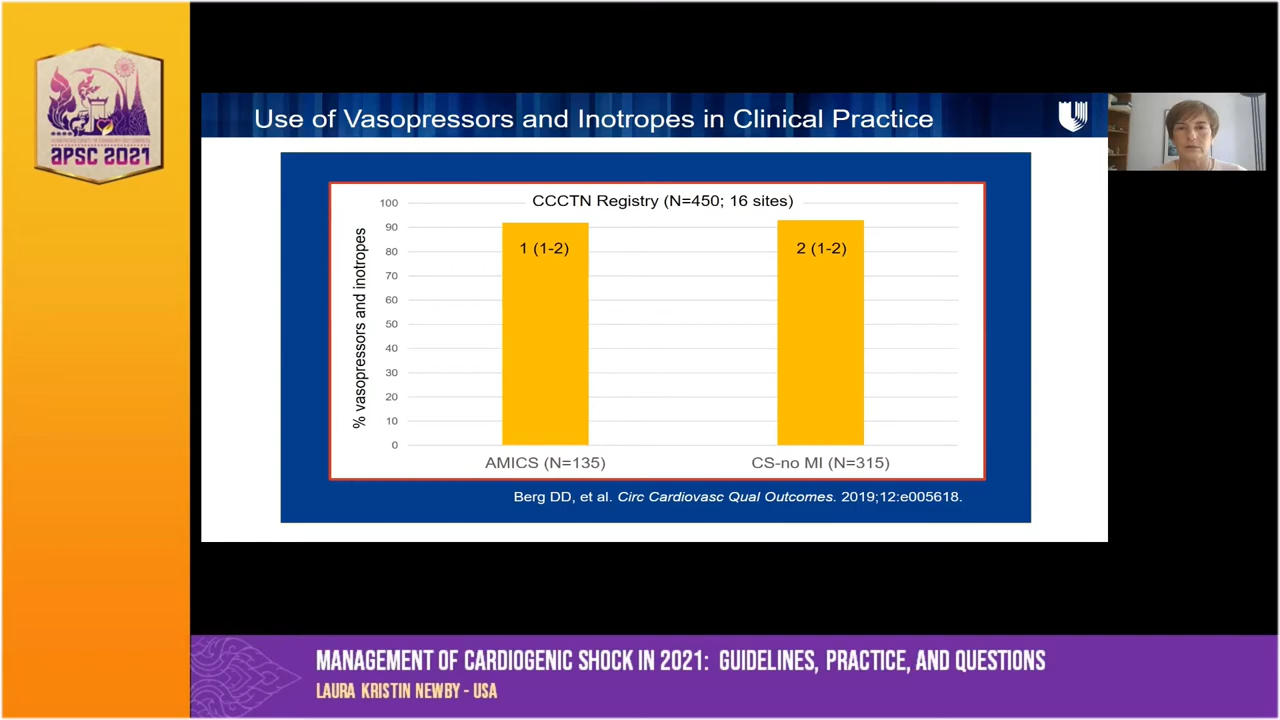 APSC 2021
Use of Vasopressors and Inotropes in Clinical Practice
CCCTN Registry (N=450; 16 sites)
% vasopressors and inotropes
100
90
80
70
60
50
40
30
20
10
0
1 (1-2)
2 (1-2)
AMICS (N=135)
CS-no MI (N=315)
Berg DD, et al. Circ Cardiovasc Qual Outcomes. 2019;12:e005618.
MANAGEMENT OF CARDIOGENIC SHOCK IN 2021: GUIDELINES, PRACTICE, AND QUESTIONS
LAURA KRISTIN NEWBY - USA